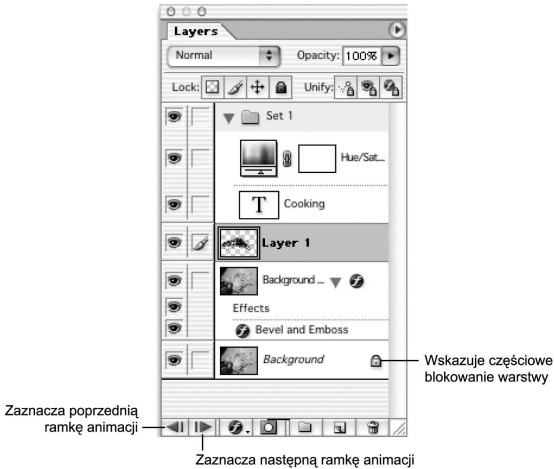 Layers
Normal
Opacity: 100%
Lock:
Unify:
Set 1
Hue/Sat...
T
Cooking
Layer 1
Background ...
Effects
Bevel and Emboss
Background
Wskazuje częściowe
blokowanie warstwy
Zaznacza poprzednią
ramkę animacji
Zaznacza następną ramkę animacji